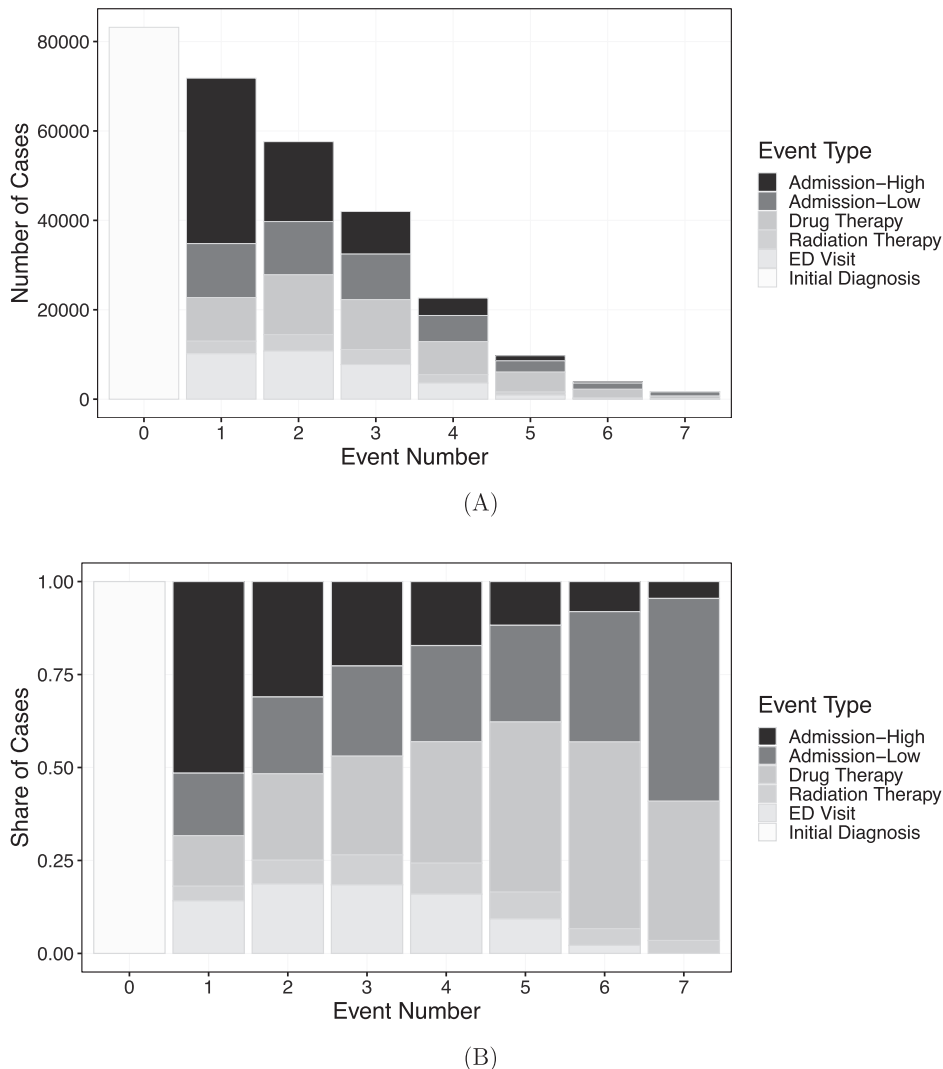 80000
60000
40000
20000
0
Number of Cases
0 1 2 3 4 5 6 7
Event Number
Event Type
Admission−High
Admission−Low
Drug Therapy
Radiation Therapy
ED Visit
Initial Diagnosis
(A)
1.00
0.75
0.50
0.25
0.00
Share of Cases
0 1 2 3 4 5 6 7
Event Number
Event Type
Admission−High
Admission−Low
Drug Therapy
Radiation Therapy
ED Visit
Initial Diagnosis
(B)